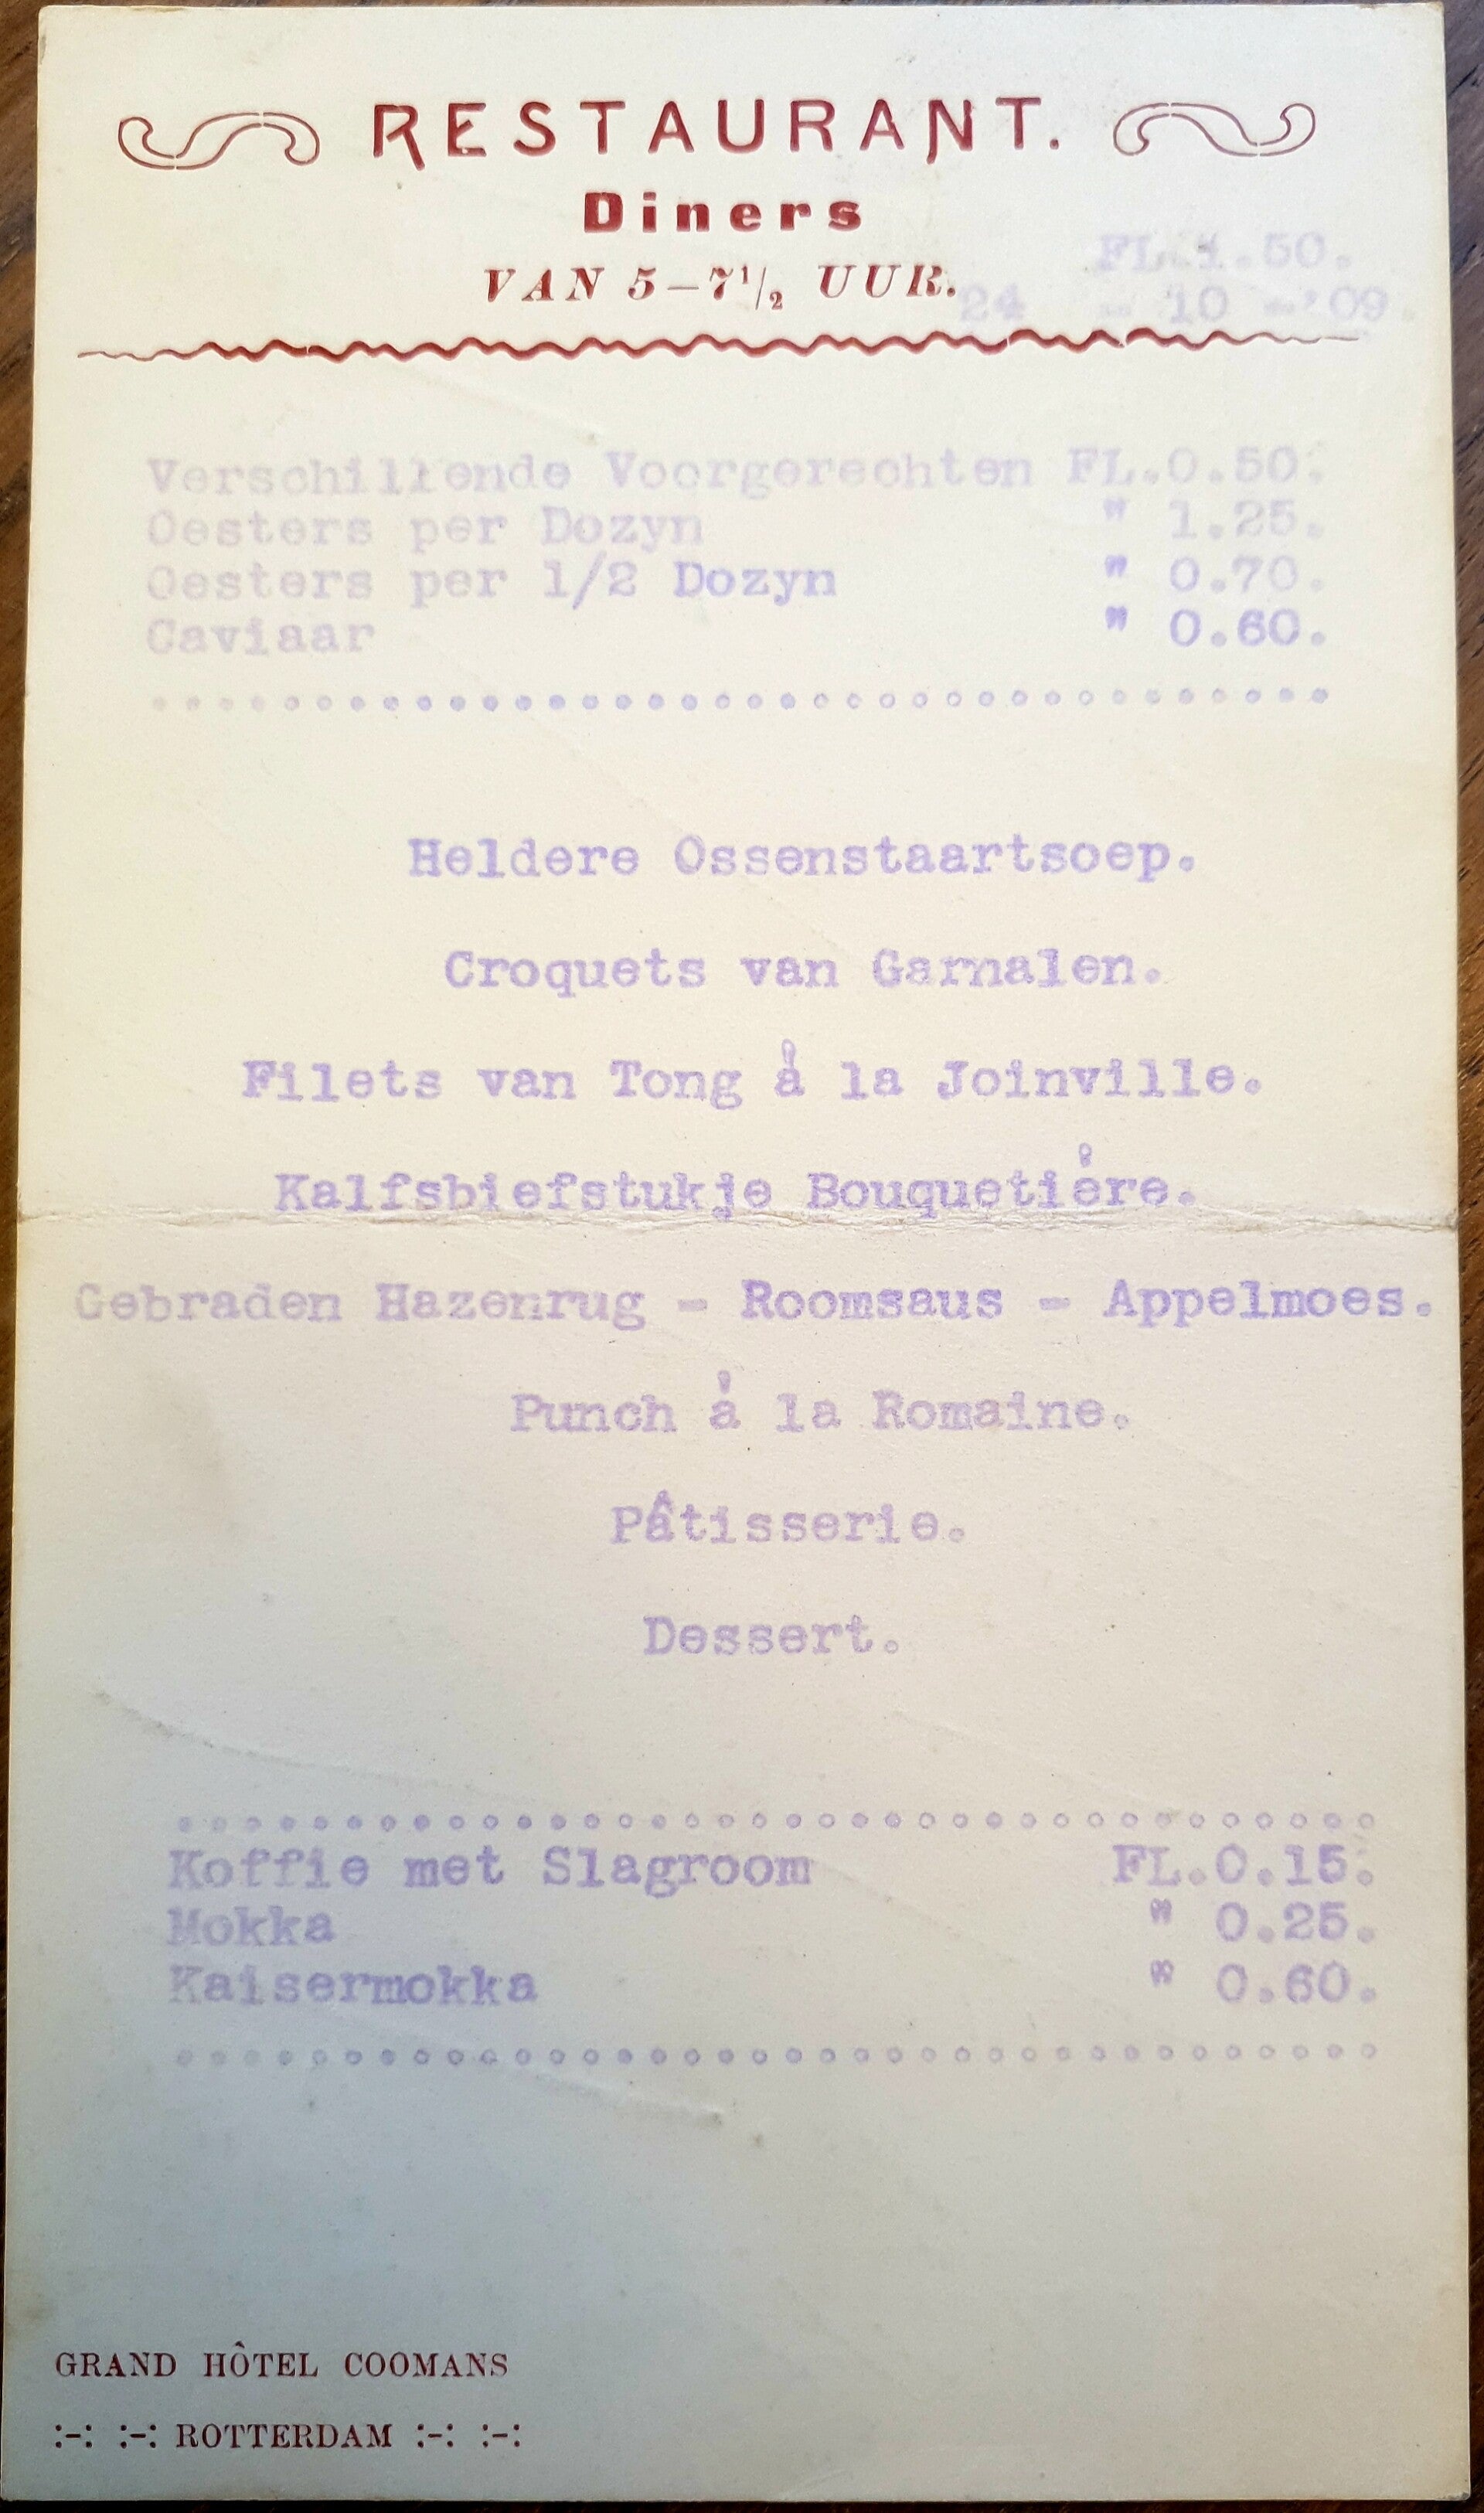 RESTAURANT.
Diners
FL.1.50.
VAN 5–7½ UUR.
24 - 10 -'09.
Verschillende Voorgerechten FL.0.50.
Oesters per Dozyn " 1.25.
Oesters per 1/2 Dozyn " 0.70.
Caviaar " 0.60.
Heldere Ossenstaartsoep.
Croquets van Garnalen.
Filets van Tong à la Joinville.
Kalfsbiefstukje Bouquetière.
Gebraden Hazenrug - Roomsaus - Appelmoes.
Punch à la Romaine.
Pâtisserie.
Dessert.
Koffie met Slagroom FL.0.15.
Mokka " 0.25.
Kaisermokka " 0.60.
GRAND HÔTEL COOMANS
:-: :-: ROTTERDAM :-: :-: